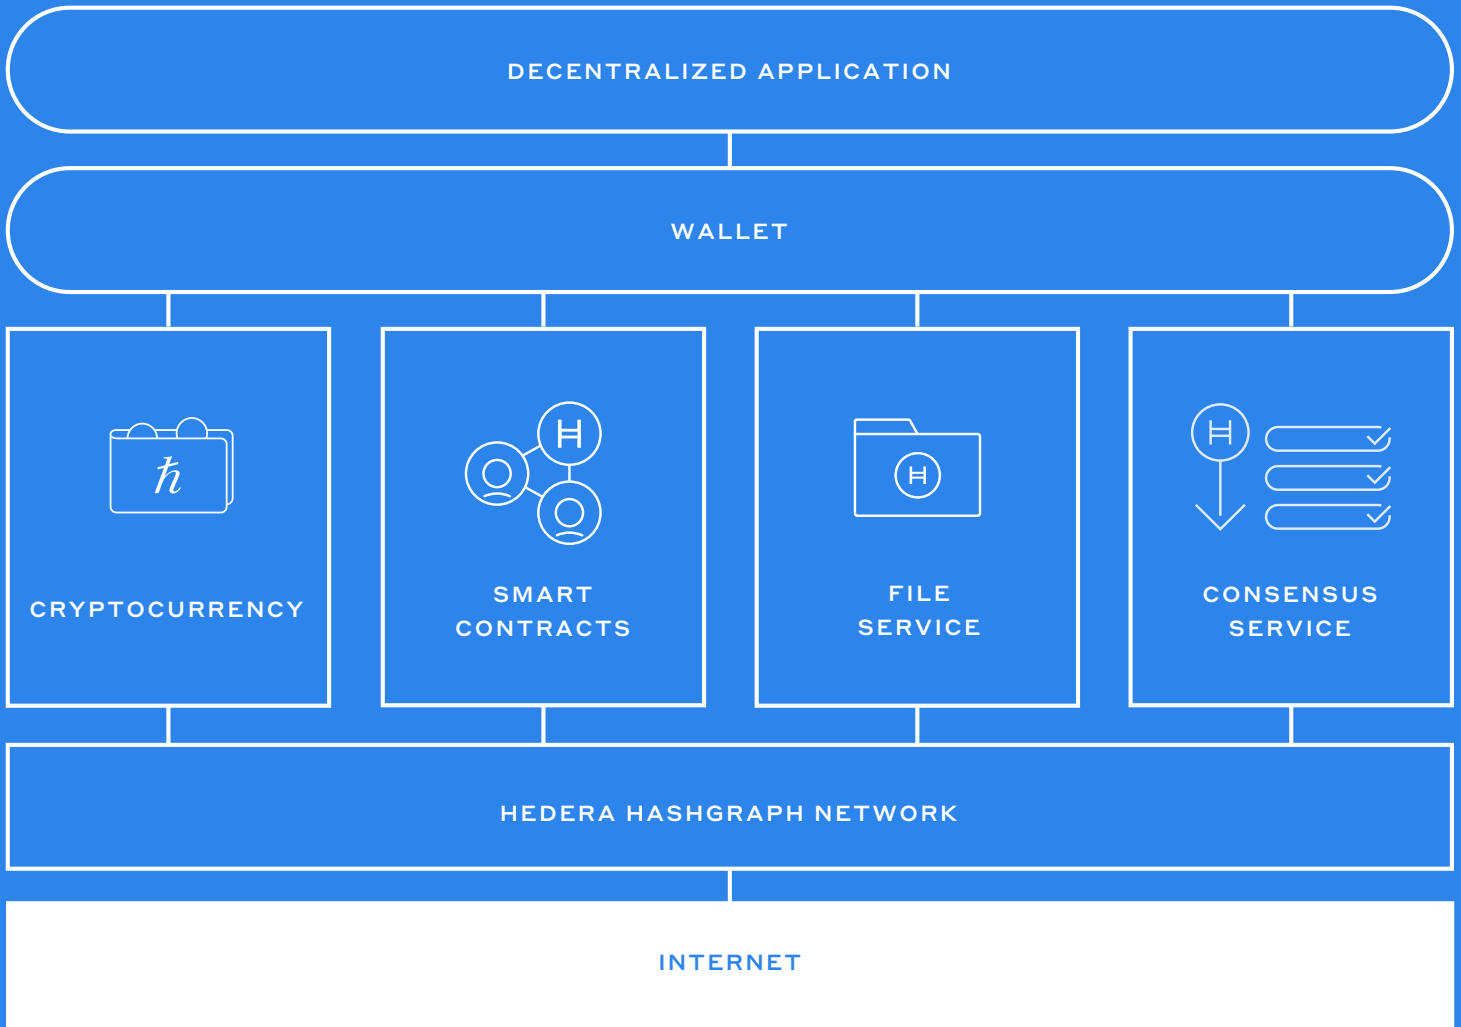 DECENTRALIZED APPLICATION
WALLET
ℏ
CRYPTOCURRENCY
SMART
CONTRACTS
FILE
SERVICE
CONSENSUS
SERVICE
HEDERA HASHGRAPH NETWORK
INTERNET